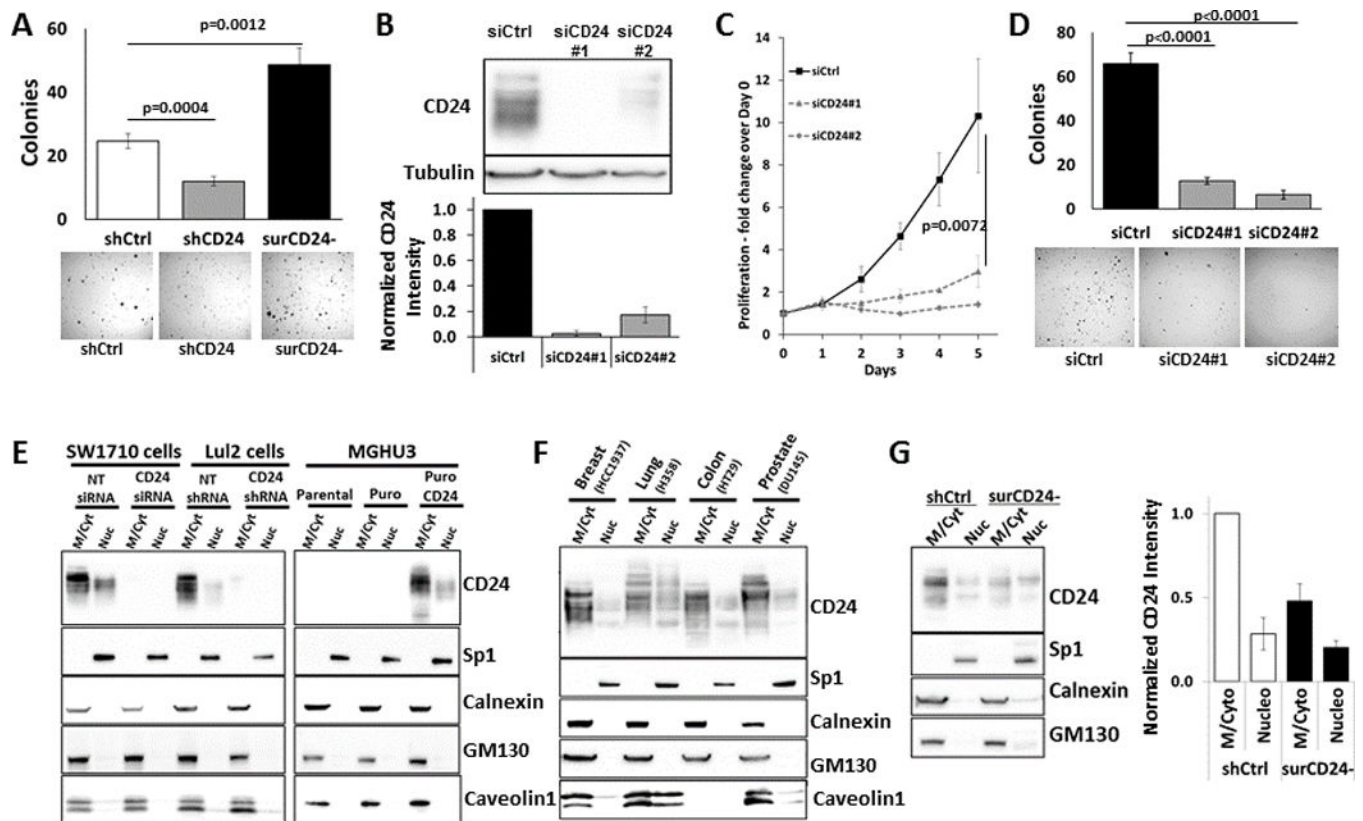 A
p=0.0012
p=0.0004
Colonies
60
40
20
0
shCtrl shCD24 surCD24-
shCtrl shCD24 surCD24-
B
siCtrl siCD24 #1 siCD24 #2
CD24
Tubulin
Normalized CD24 Intensity
1.0
0.8
0.6
0.4
0.2
0.0
siCtrl siCD24#1 siCD24#2
C
Proliferation - fold change over Day 0
14
12
10
8
6
4
2
0
siCtrl
siCD24#1
siCD24#2
p=0.0072
0 1 2 3 4 5
Days
D
p<0.0001
p<0.0001
Colonies
80
60
40
20
0
siCtrl siCD24#1 siCD24#2
siCtrl siCD24#1 siCD24#2
E
SW1710 cells Lul2 cells MGHU3
NT siRNA CD24 siRNA NT shRNA CD24 shRNA Parental Puro Puro CD24
M/Cyt Nuc M/Cyt Nuc M/Cyt Nuc M/Cyt Nuc M/Cyt Nuc M/Cyt Nuc M/Cyt Nuc
CD24
Sp1
Calnexin
GM130
Caveolin1
F
Breast (HCC1937) Lung (H358) Colon (HT29) Prostate (DU145)
M/Cyt Nuc M/Cyt Nuc M/Cyt Nuc M/Cyt Nuc
CD24
Sp1
Calnexin
GM130
Caveolin1
G
shCtrl surCD24-
M/Cyt Nuc M/Cyt Nuc
CD24
Sp1
Calnexin
GM130
Normalized CD24 Intensity
1.0
0.5
0.0
M/Cyto Nucleo M/Cyto Nucleo
shCtrl surCD24-